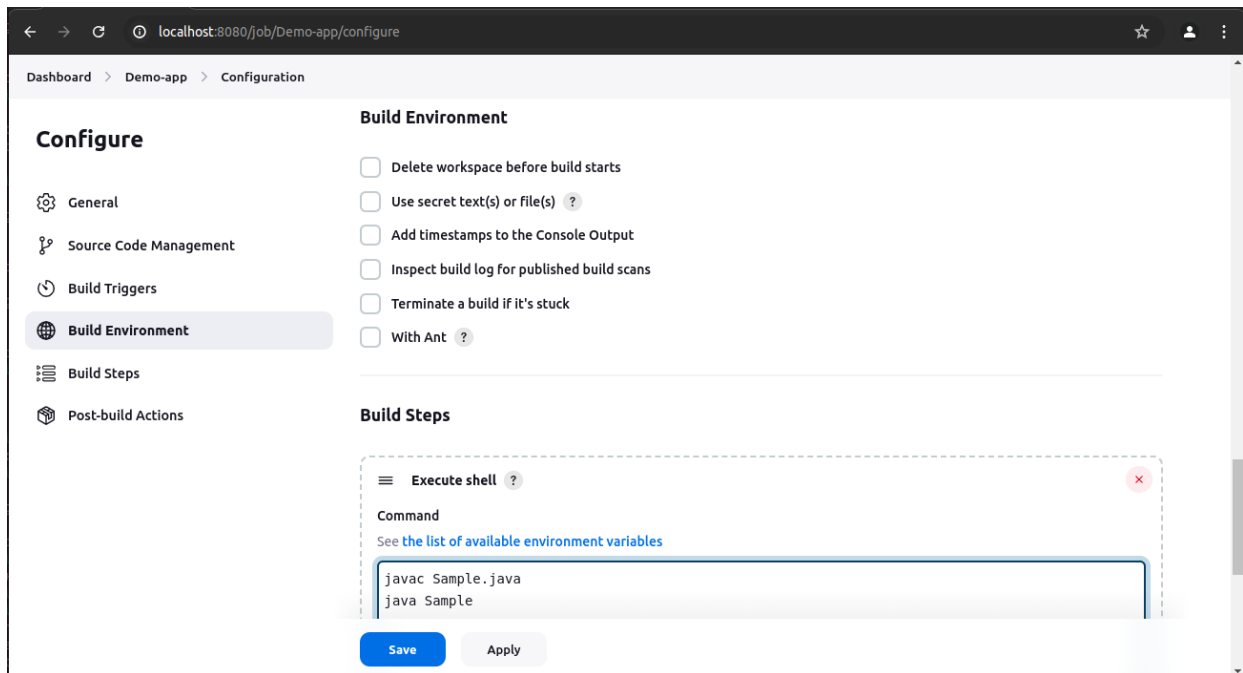 localhost:8080/job/Demo-app/configure
Dashboard > Demo-app > Configuration
Configure
General
Source Code Management
Build Triggers
Build Environment
Build Steps
Post-build Actions
Build Environment
Delete workspace before build starts
Use secret text(s) or file(s) ?
Add timestamps to the Console Output
Inspect build log for published build scans
Terminate a build if it's stuck
With Ant ?
Build Steps
Execute shell ?
Command
See the list of available environment variables
javac Sample.java
java Sample
Save Apply